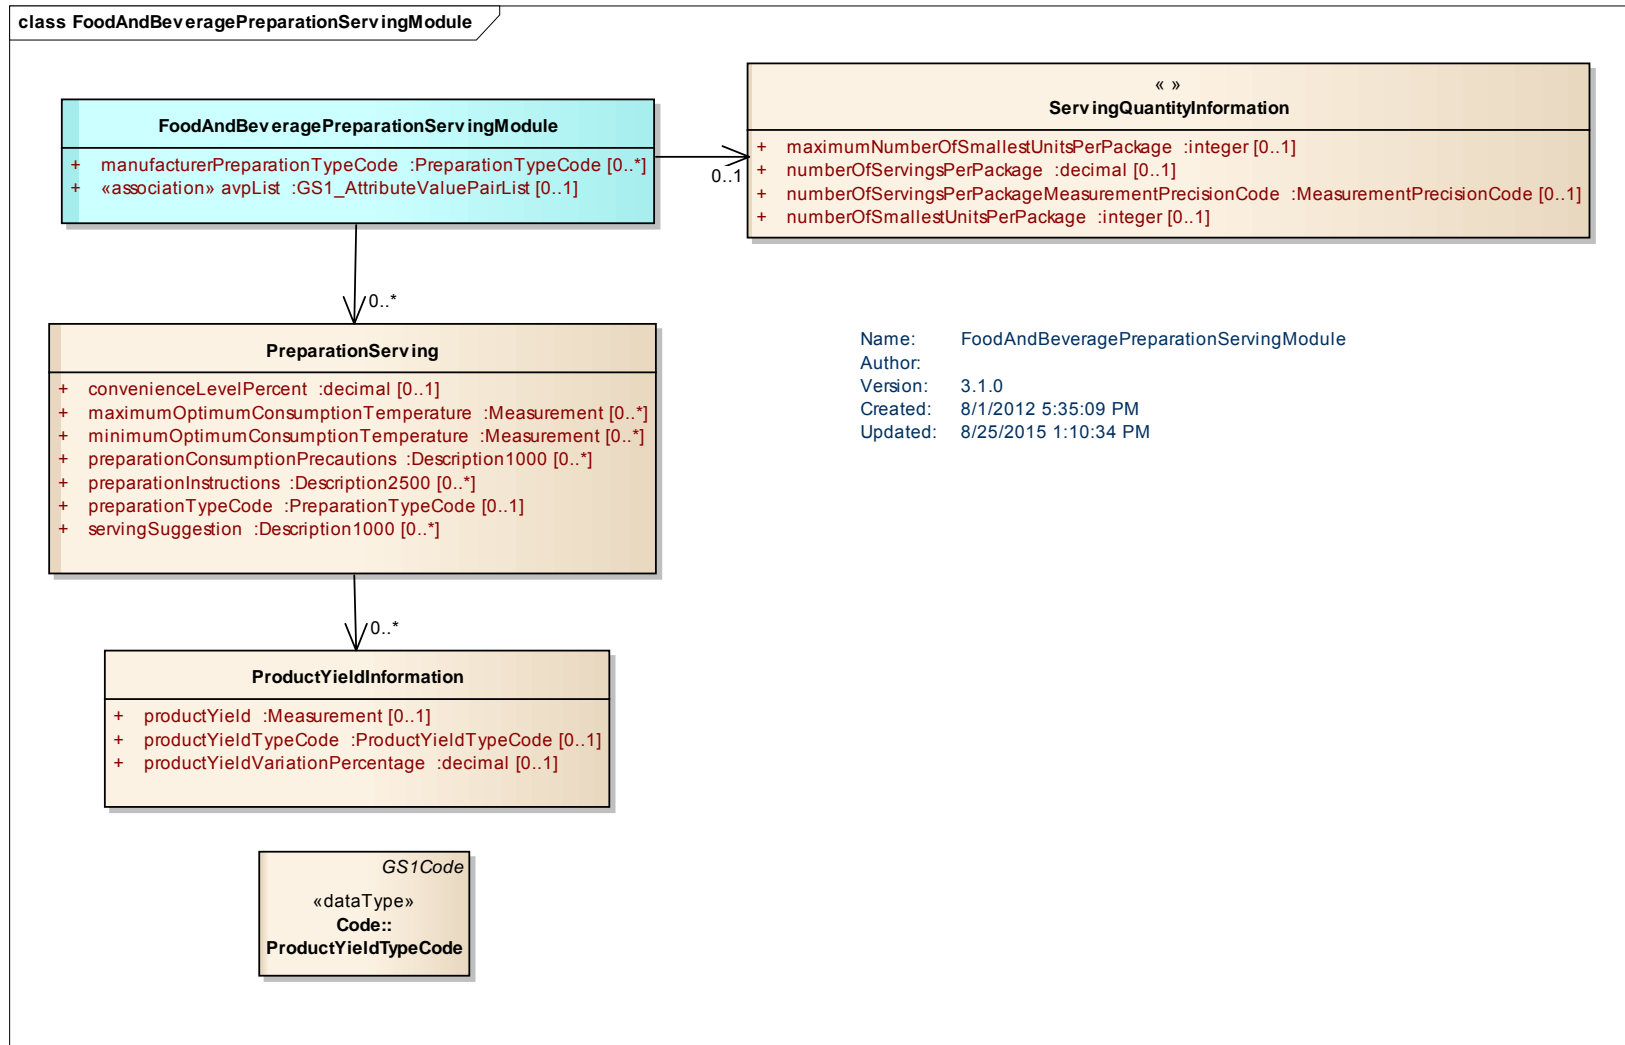 class FoodAndBeveragePreparationServingModule
FoodAndBeveragePreparationServingModule
+ manufacturerPreparationTypeCode :PreparationTypeCode [0..*]
+ «association» avpList :GS1_AttributeValuePairList [0..1]
0..1
« »
ServingQuantityInformation
+ maximumNumberOfSmallestUnitsPerPackage :integer [0..1]
+ numberOfServingsPerPackage :decimal [0..1]
+ numberOfServingsPerPackageMeasurementPrecisionCode :MeasurementPrecisionCode [0..1]
+ numberOfSmallestUnitsPerPackage :integer [0..1]
0..*
PreparationServing
+ convenienceLevelPercent :decimal [0..1]
+ maximumOptimumConsumptionTemperature :Measurement [0..*]
+ minimumOptimumConsumptionTemperature :Measurement [0..*]
+ preparationConsumptionPrecautions :Description1000 [0..*]
+ preparationInstructions :Description2500 [0..*]
+ preparationTypeCode :PreparationTypeCode [0..1]
+ servingSuggestion :Description1000 [0..*]
Name: FoodAndBeveragePreparationServingModule
Author:
Version: 3.1.0
Created: 8/1/2012 5:35:09 PM
Updated: 8/25/2015 1:10:34 PM
0..*
ProductYieldInformation
+ productYield :Measurement [0..1]
+ productYieldTypeCode :ProductYieldTypeCode [0..1]
+ productYieldVariationPercentage :decimal [0..1]
GS1Code
«dataType»
Code::
ProductYieldTypeCode